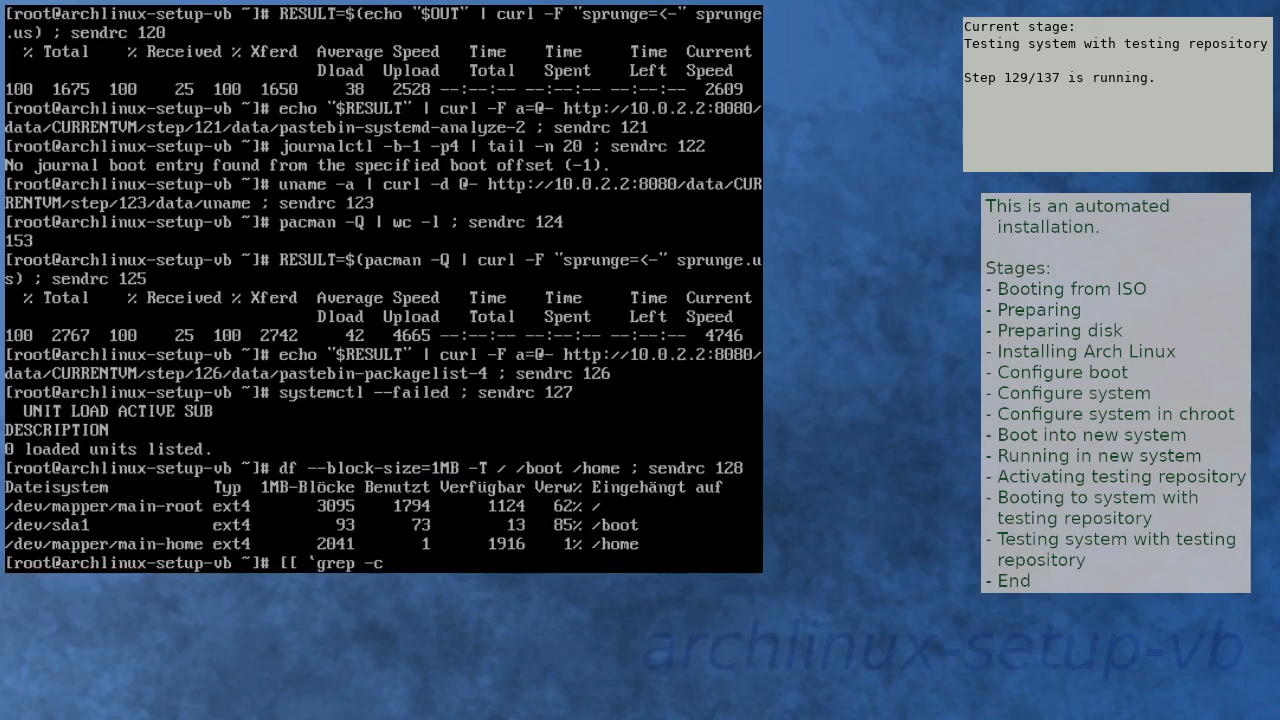 [root@archlinux-setup-vb ~]# RESULT=$(echo "$OUT" | curl -F "sprunge=<-" sprunge
.us) ; sendrc 120
% Total % Received % Xferd Average Speed Time Time Time Current
Dload Upload Total Spent Left Speed
100 1675 100 25 100 1650 38 2528 --:--:-- --:--:-- --:--:-- 2609
[root@archlinux-setup-vb ~]# echo "$RESULT" | curl -F a=@- http://10.0.2.2:8080/
data/CURRENTVM/step/121/data/pastebin-systemd-analyze-2 ; sendrc 121
[root@archlinux-setup-vb ~]# journalctl -b-1 -p4 | tail -n 20 ; sendrc 122
No journal boot entry found from the specified boot offset (-1).
[root@archlinux-setup-vb ~]# uname -a | curl -d @- http://10.0.2.2:8080/data/CUR
RENTVM/step/123/data/uname ; sendrc 123
[root@archlinux-setup-vb ~]# pacman -Q | wc -l ; sendrc 124
153
[root@archlinux-setup-vb ~]# RESULT=$(pacman -Q | curl -F "sprunge=<-" sprunge.u
s) ; sendrc 125
% Total % Received % Xferd Average Speed Time Time Time Current
Dload Upload Total Spent Left Speed
100 2767 100 25 100 2742 42 4665 --:--:-- --:--:-- --:--:-- 4746
[root@archlinux-setup-vb ~]# echo "$RESULT" | curl -F a=@- http://10.0.2.2:8080/
data/CURRENTVM/step/126/data/pastebin-packagelist-4 ; sendrc 126
[root@archlinux-setup-vb ~]# systemctl --failed ; sendrc 127
UNIT LOAD ACTIVE SUB
DESCRIPTION
0 loaded units listed.
[root@archlinux-setup-vb ~]# df --block-size=1MB -T / /boot /home ; sendrc 128
Dateisystem Typ 1MB-Blöcke Benutzt Verfügbar Verw% Eingehängt auf
/dev/mapper/main-root ext4 3095 1794 1124 62% /
/dev/sda1 ext4 93 73 13 85% /boot
/dev/mapper/main-home ext4 2041 1 1916 1% /home
[root@archlinux-setup-vb ~]# [[ `grep -c
Current stage:
Testing system with testing repository
Step 129/137 is running.
This is an automated
installation.
Stages:
- Booting from ISO
- Preparing
- Preparing disk
- Installing Arch Linux
- Configure boot
- Configure system
- Configure system in chroot
- Boot into new system
- Running in new system
- Activating testing repository
- Booting to system with
testing repository
- Testing system with testing
repository
- End
archlinux-setup-vb